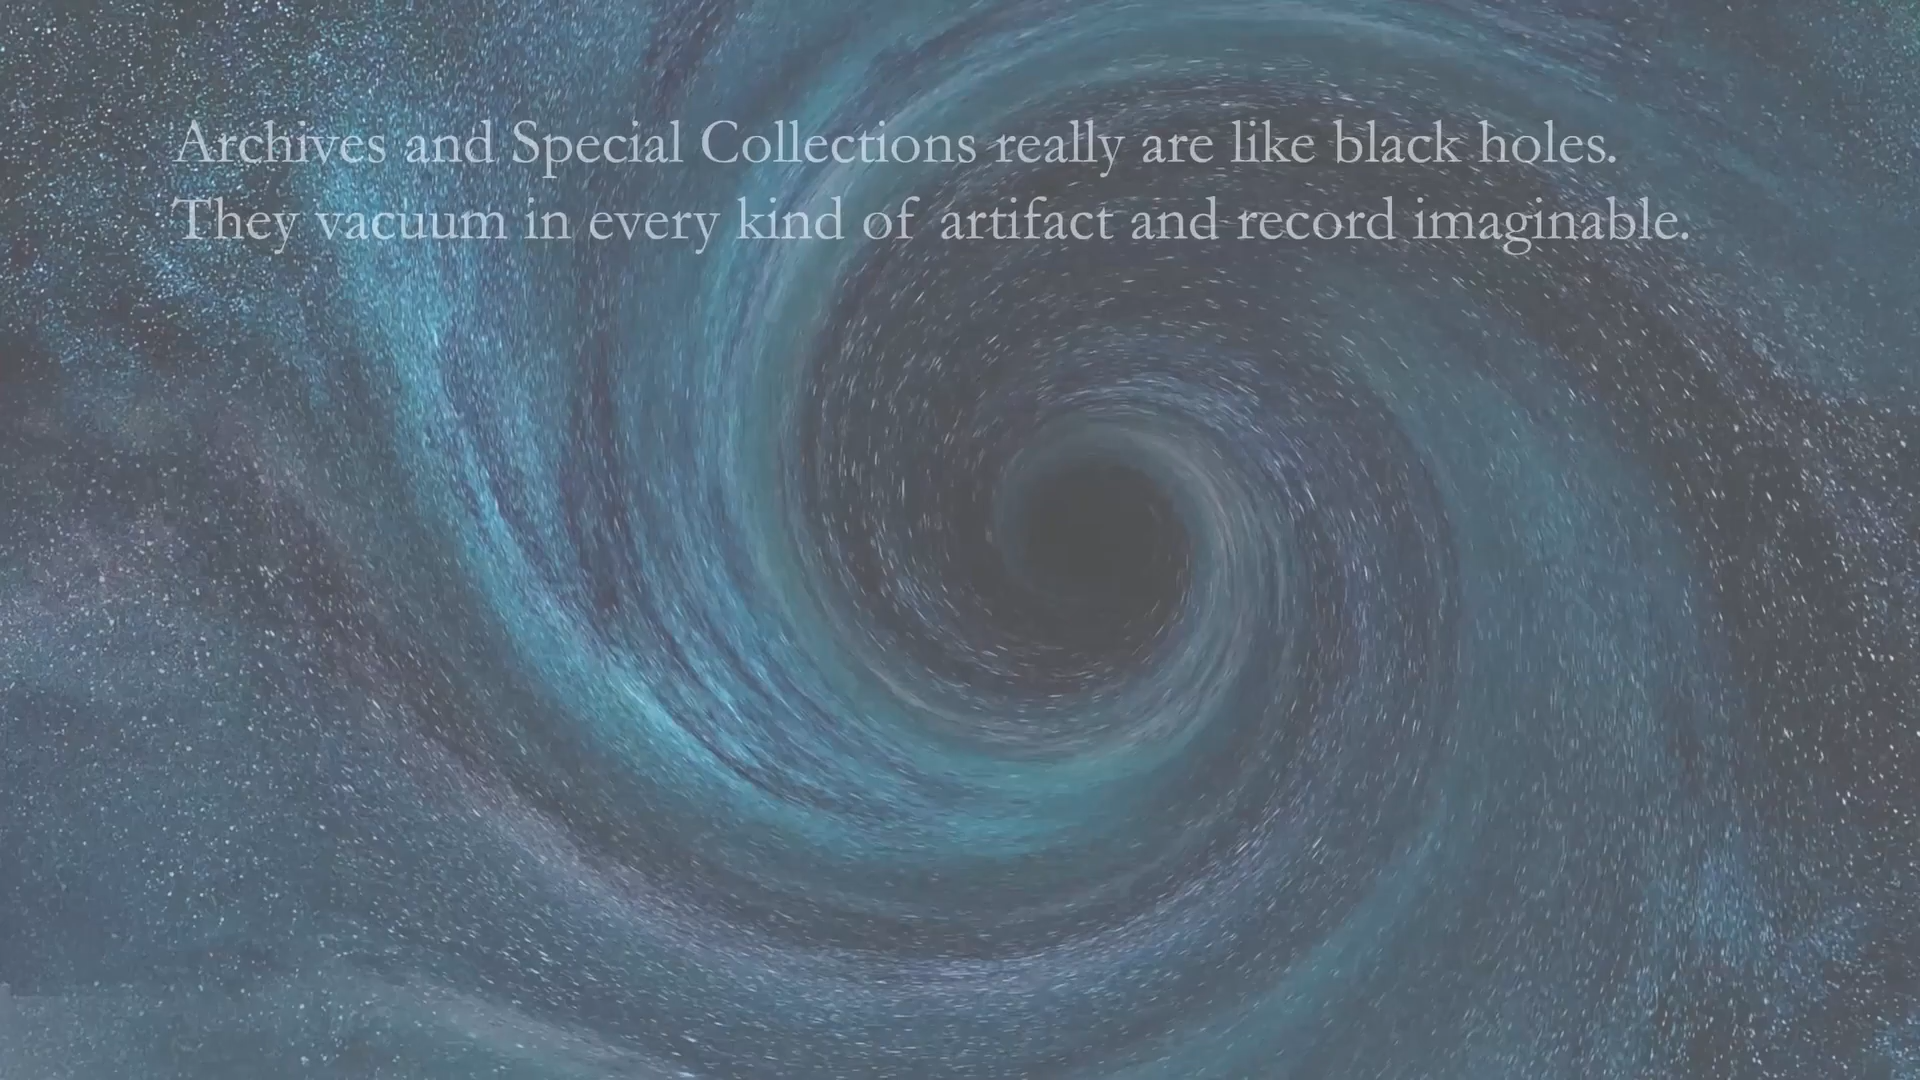 Archives and Special Collections really are like black holes.
They vacuum in every kind of artifact and record imaginable.